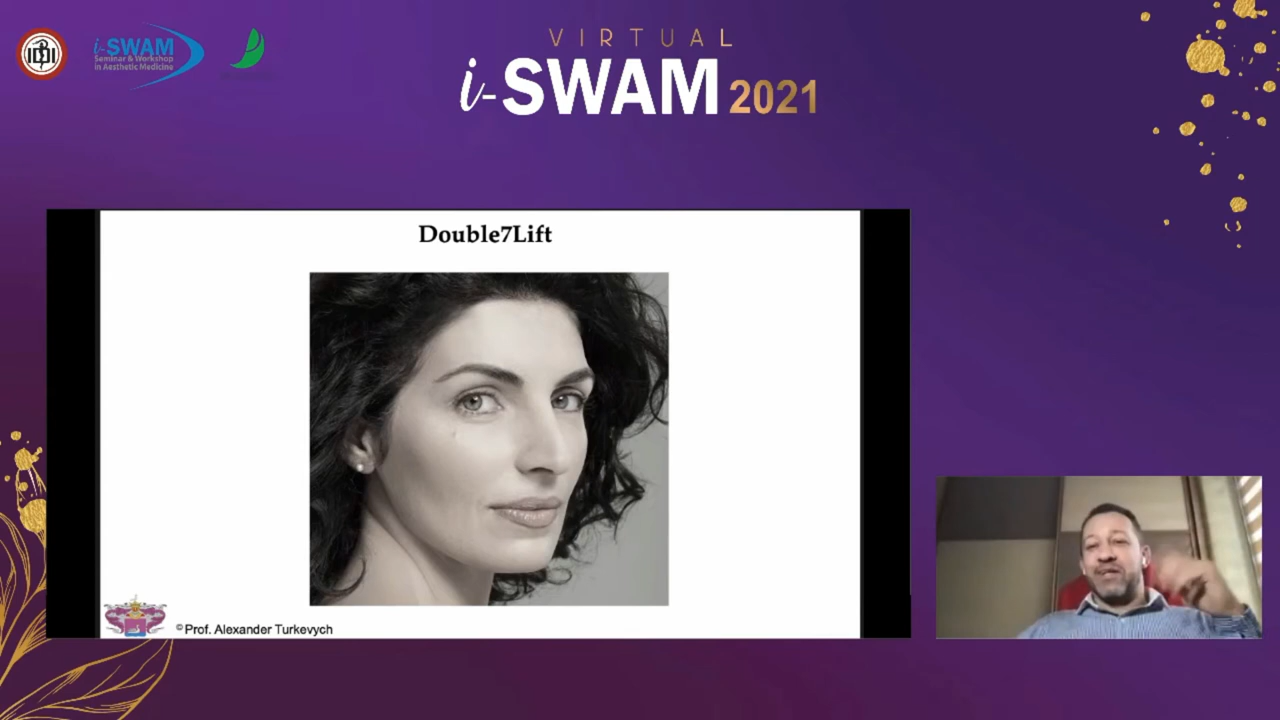 i-SWAM
Seminar & Workshop
in Aesthetic Medicine
VIRTUAL
i-SWAM 2021
Double7Lift
©Prof. Alexander Turkevych